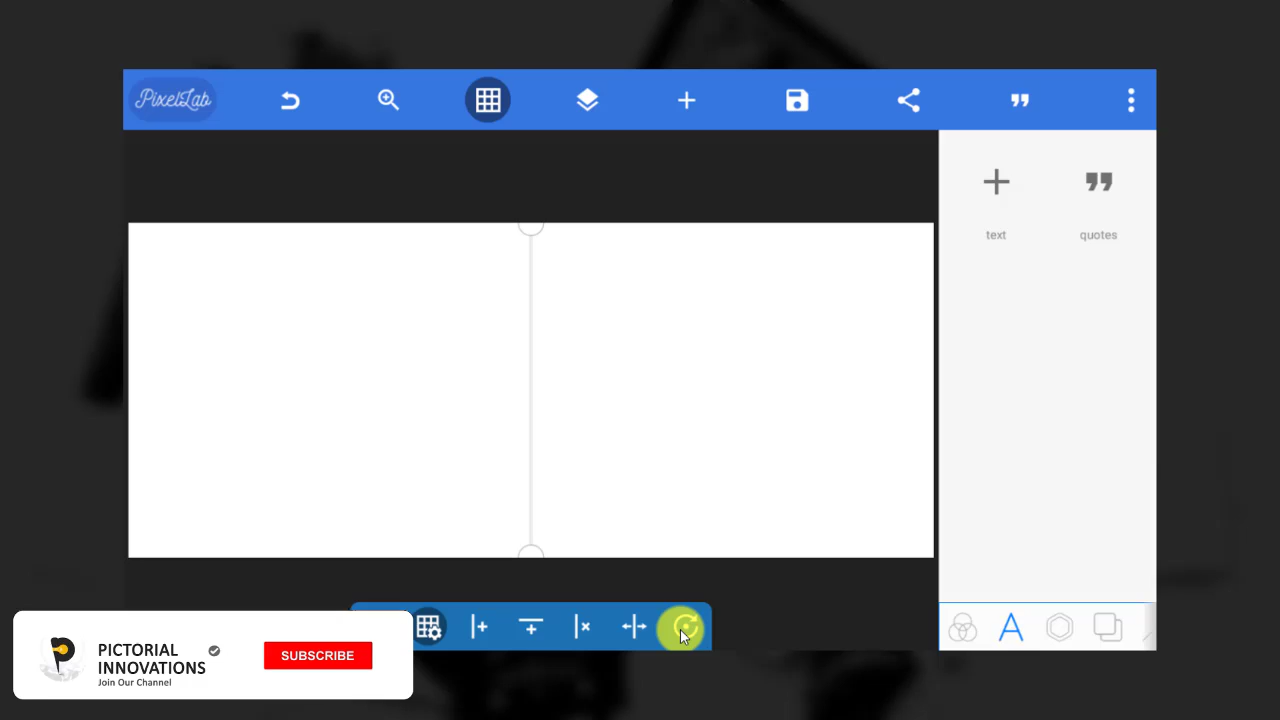 PixelLab
text
quotes
PICTORIAL
INNOVATIONS
Join Our Channel
SUBSCRIBE